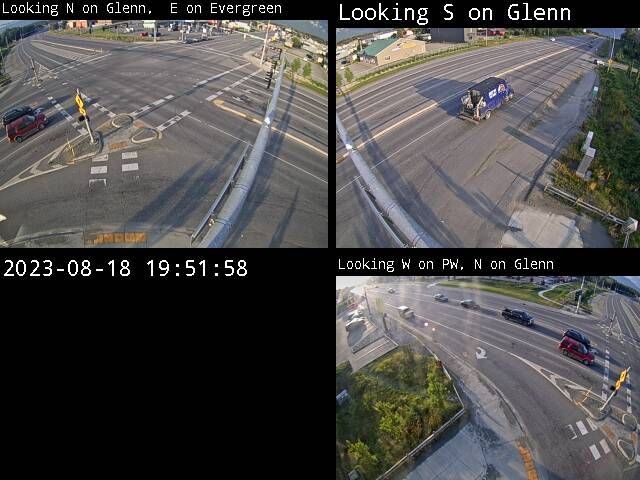 Looking N on Glenn,  E on Evergreen
Looking S on Glenn
2023-08-18 19:51:58
Looking W on PW, N on Glenn